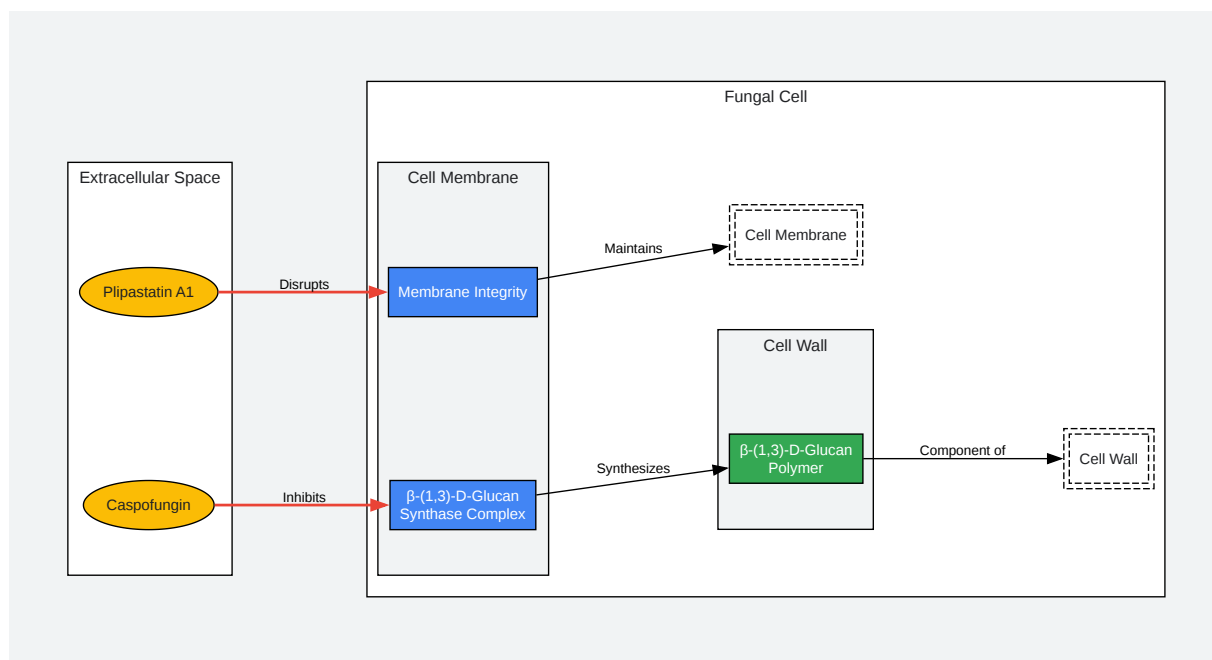 Fungal Cell
Extracellular Space
Cell Membrane
Cell Membrane
Maintains
Plipastatin A1
Disrupts
Membrane Integrity
Cell Wall
Caspofungin
Inhibits
β-(1,3)-D-Glucan
Synthase Complex
Synthesizes
β-(1,3)-D-Glucan
Polymer
Component of
Cell Wall